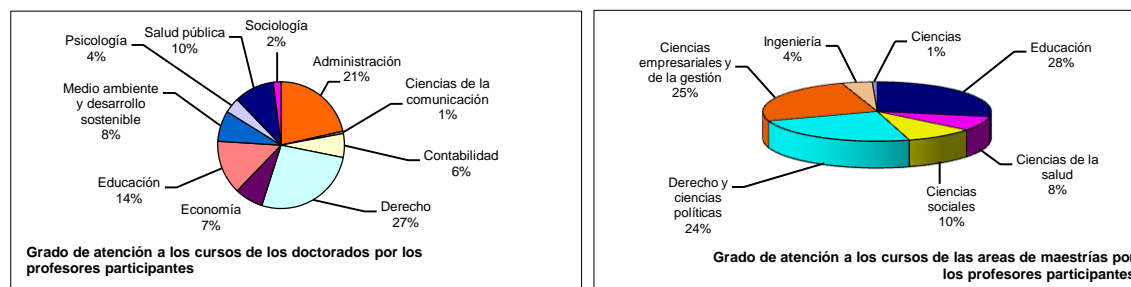 Sociología
2%
Salud pública
10%
Psicología
4%
Administración
21%
Medio ambiente
y desarrollo
sostenible
8%
Ciencias de la
comunicación
1%
Contabilidad
6%
Educación
14%
Economía
7%
Derecho
27%
Grado de atención a los cursos de los doctorados por los
profesores participantes
Ciencias
empresariales y
de la gestión
25%
Ingeniería
4%
Ciencias
1%
Educación
28%
Ciencias de la
salud
8%
Ciencias
sociales
10%
Derecho y
ciencias
políticas
24%
Grado de atención a los cursos de las areas de maestrías por
los profesores participantes